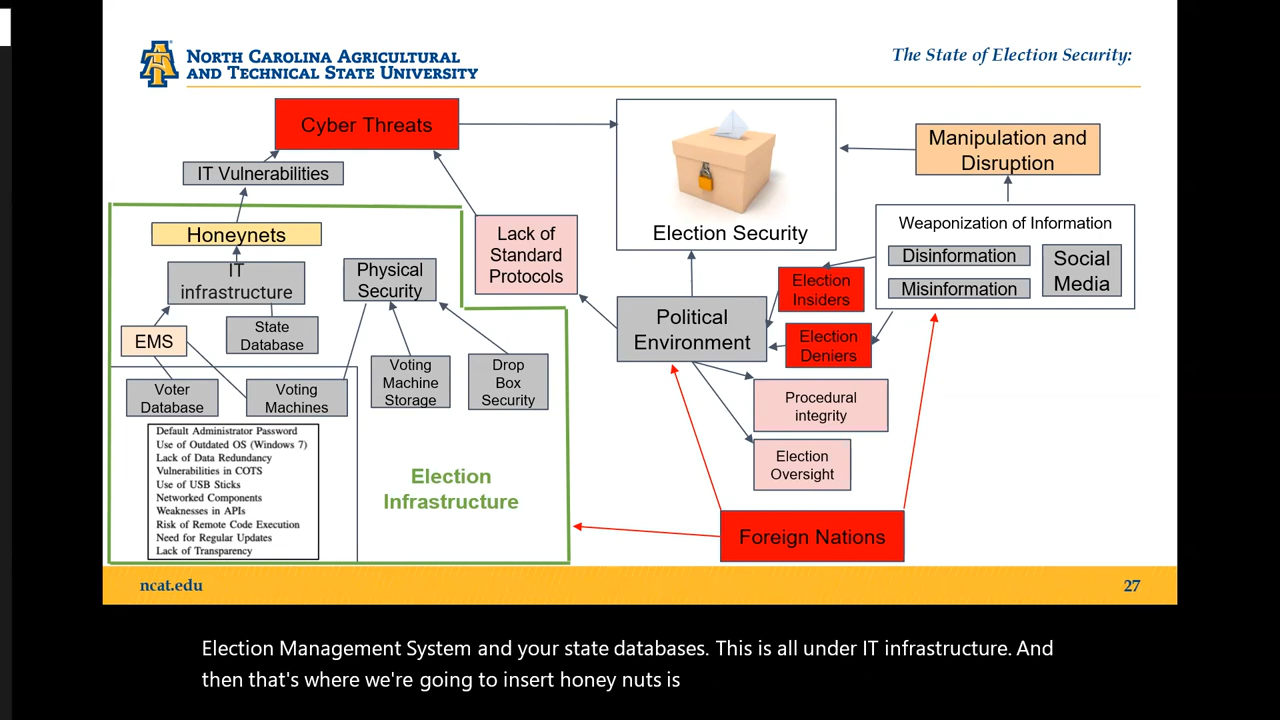 NORTH CAROLINA AGRICULTURAL
AND TECHNICAL STATE UNIVERSITY
The State of Election Security:
Cyber Threats
IT Vulnerabilities
Honeynets
IT
infrastructure
Physical
Security
EMS
State
Database
Voter
Database
Voting
Machines
Voting
Machine
Storage
Drop
Box
Security
Default Administrator Password
Use of Outdated OS (Windows 7)
Lack of Data Redundancy
Vulnerabilities in COTS
Use of USB Sticks
Networked Components
Weaknesses in APIs
Risk of Remote Code Execution
Need for Regular Updates
Lack of Transparency
Election
Infrastructure
Lack of
Standard
Protocols
Election Security
Political
Environment
Election
Insiders
Election
Deniers
Procedural
integrity
Election
Oversight
Foreign Nations
Manipulation and
Disruption
Weaponization of Information
Disinformation
Misinformation
Social
Media
ncat.edu
27
Election Management System and your state databases. This is all under IT infrastructure. And
then that's where we're going to insert honey nuts is